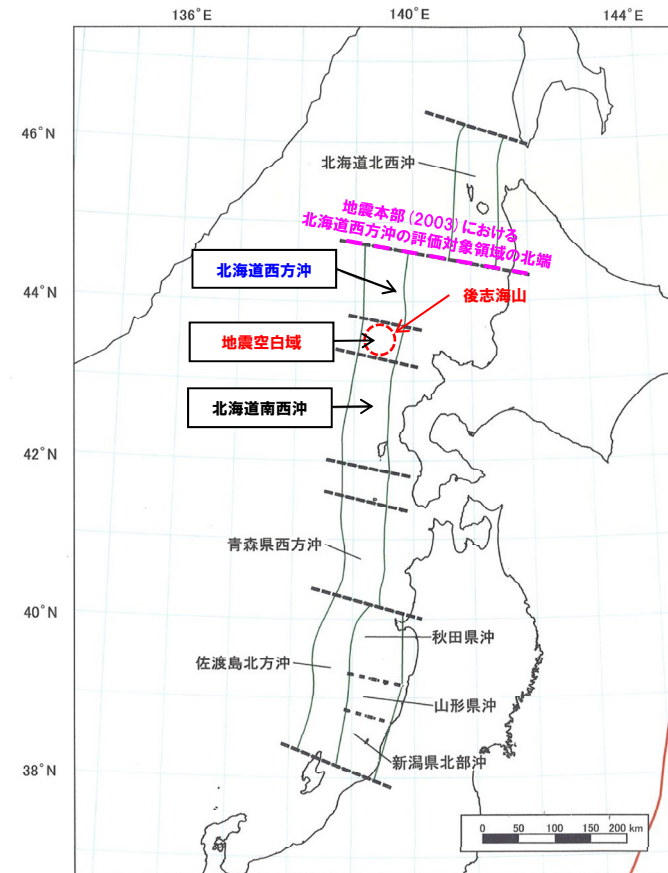 136˚E
140˚E
144˚E
46˚N
北海道北西沖
地震本部(2003)における
北海道西方沖の評価対象領域の北端
北海道西方沖
44˚N
後志海山
地震空白域
北海道南西沖
42˚N
青森県西方沖
40˚N
秋田県沖
佐渡島北方沖
山形県沖
新潟県北部沖
38˚N
0 50 100 150 200 km